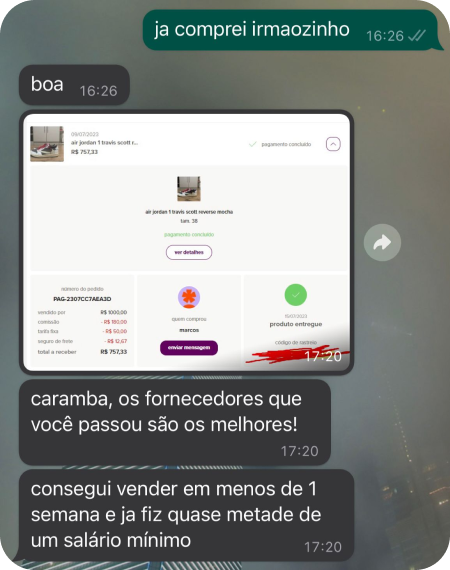 ja comprei irmaozinho 16:26
boa 16:26
09/07/2023
air jordan 1 travis scott r...
R$ 757,33
pagamento concluído
air jordan 1 travis scott reverse mocha
tam. 38
pagamento concluído
ver detalhes
número do pedido
PAG-2307CC7AEA3D
vendido por R$ 1000,00
comissão - R$ 180,00
tarifa fixa - R$ 50,00
seguro de frete - R$ 12,67
total a receber R$ 757,33
quem comprou
marcos
enviar mensagem
produto entregue
código de rastreio
17:20
caramba, os fornecedores que
você passou são os melhores!
17:20
consegui vender em menos de 1
semana e ja fiz quase metade de
um salário mínimo 17:20